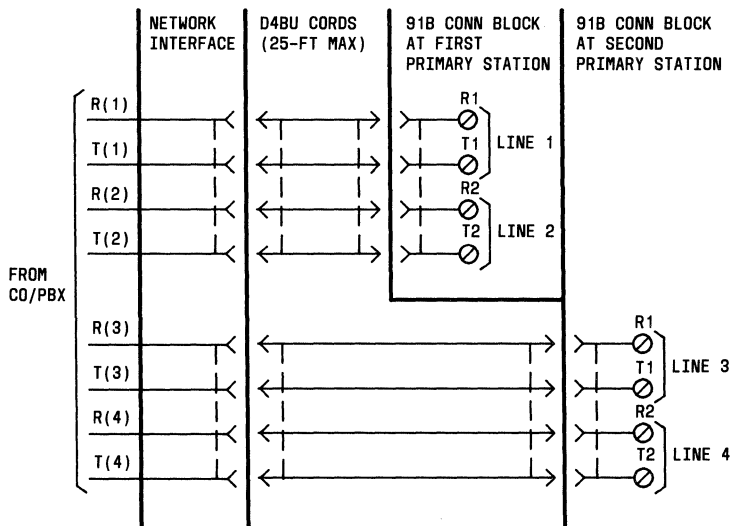 NETWORK
INTERFACE
D4BU CORDS
(25-FT MAX)
91B CONN BLOCK
AT FIRST
PRIMARY STATION
91B CONN BLOCK
AT SECOND
PRIMARY STATION
R(1)
R1
T(1)
T1
LINE 1
R(2)
R2
T(2)
T2
LINE 2
FROM
CO/PBX
R(3)
R1
T(3)
T1
LINE 3
R(4)
R2
T(4)
T2
LINE 4